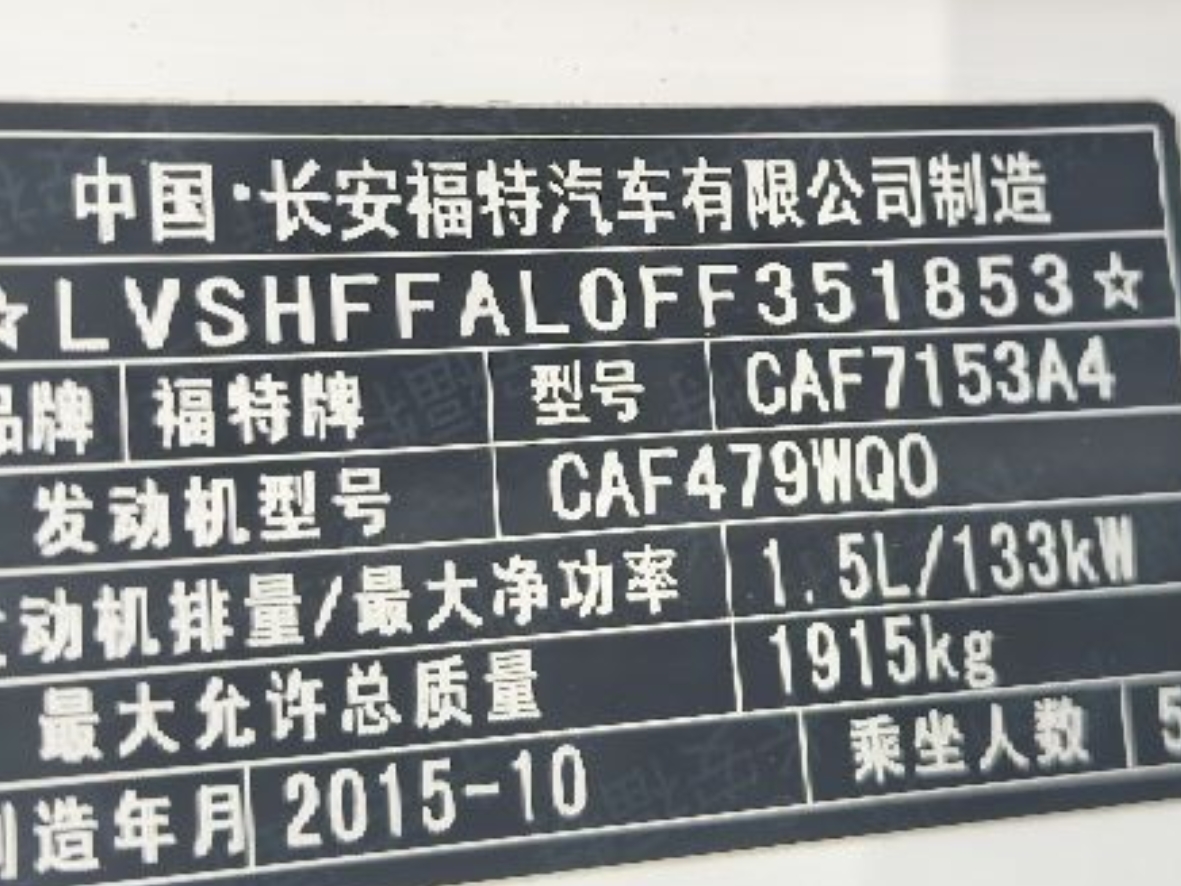 中国·长安福特汽车有限公司制造
☆LVSHFFAL0FF351853☆
品牌 福特牌 型号 CAF7153A4
发动机型号 CAF479WQ0
发动机排量/最大净功率 1.5L/133kW
最大允许总质量 1915kg
制造年月 2015-10 乘坐人数 5